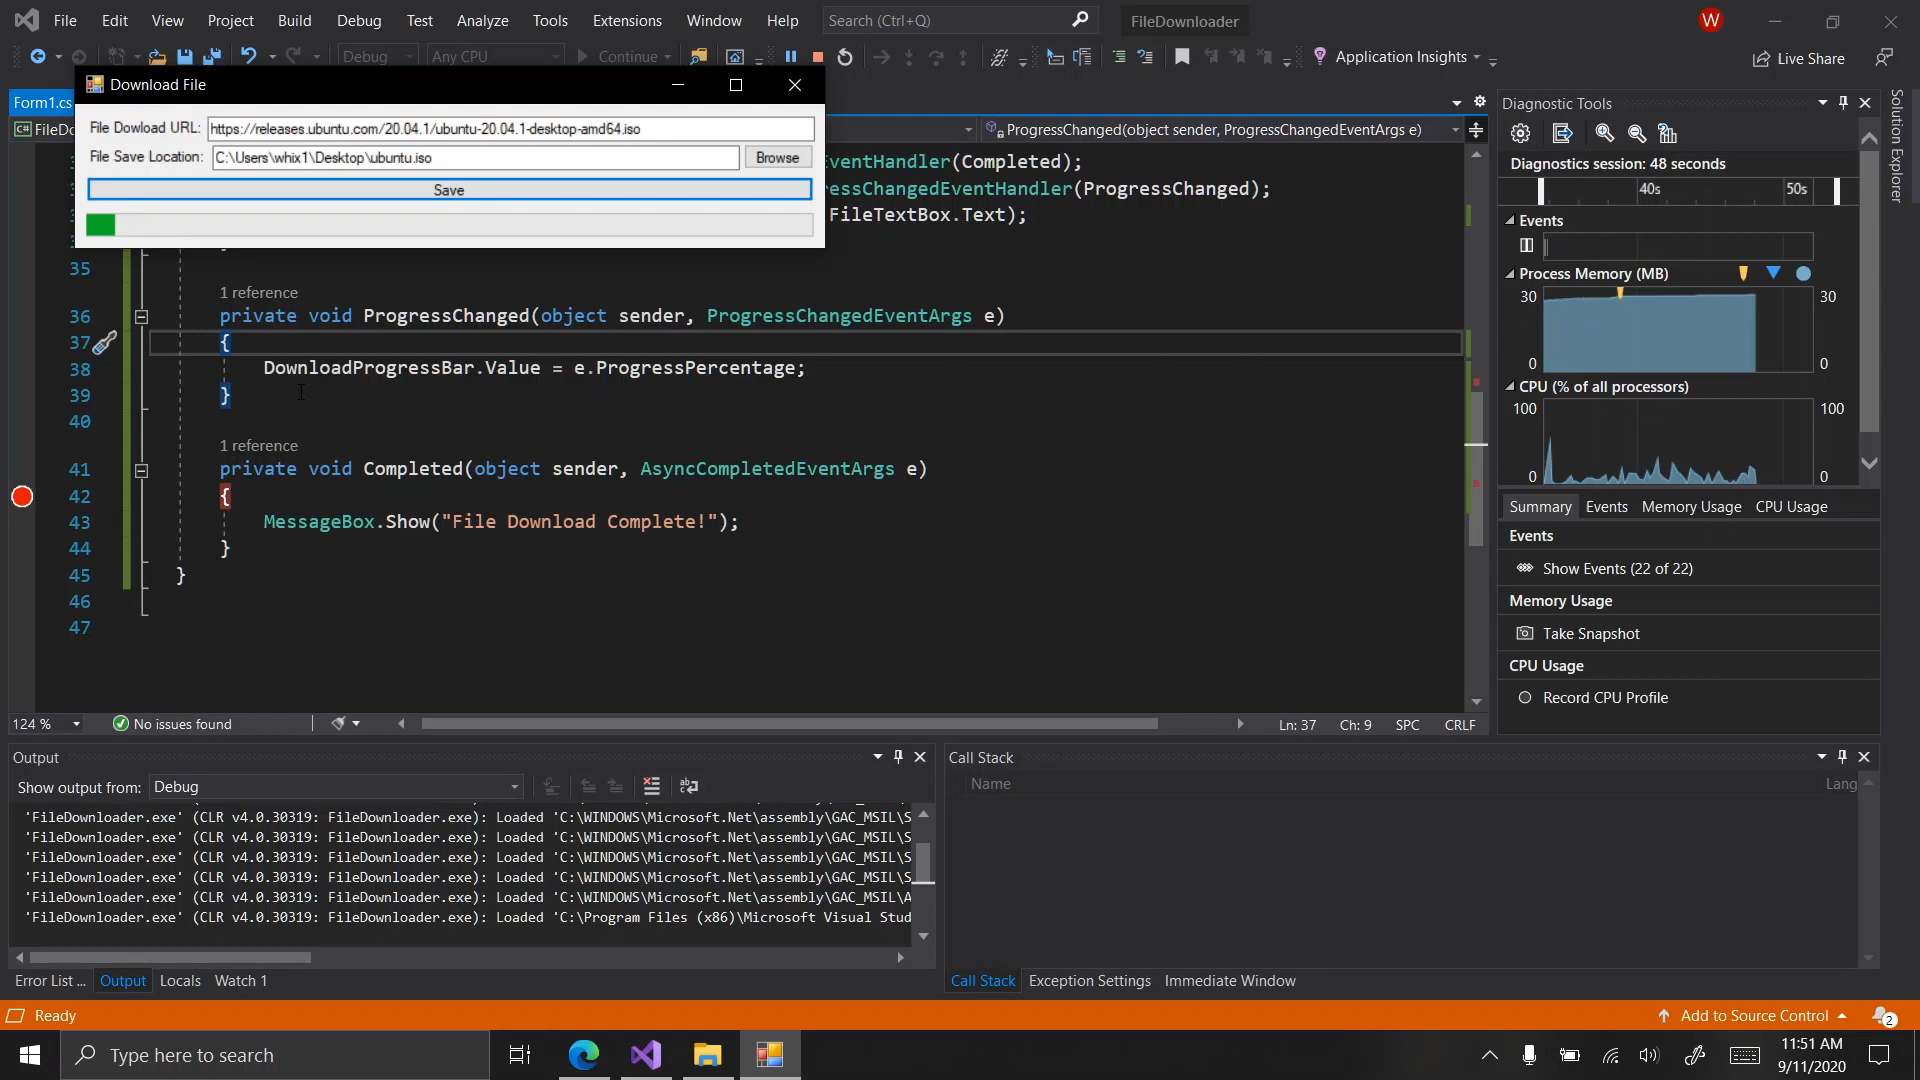 File Edit View Project Build Debug Test Analyze Tools Extensions Window Help Search (Ctrl+Q) FileDownloader W
Debug Any CPU Continue Application Insights Live Share
Download File
Form1.cs
File Dowload URL: https://releases.ubuntu.com/20.04.1/ubuntu-20.04.1-desktop-amd64.iso
ProgressChanged(object sender, ProgressChangedEventArgs e)
File Save Location: C:\Users\whix1\Desktop\ubuntu.iso Browse
Save
EventHandler(Completed);
FileTextBox.Text);
35
1 reference
36 private void ProgressChanged(object sender, ProgressChangedEventArgs e)
37 {
38 DownloadProgressBar.Value = e.ProgressPercentage;
39 }
40
1 reference
41 private void Completed(object sender, AsyncCompletedEventArgs e)
42 {
43 MessageBox.Show("File Download Complete!");
44 }
45 }
46
47
124 % No issues found Ln: 37 Ch: 9 SPC CRLF
Diagnostic Tools
Diagnostics session: 48 seconds
40s 50s
Events
Process Memory (MB)
30 30
0 0
CPU (% of all processors)
100 100
0 0
Summary Events Memory Usage CPU Usage
Events
Show Events (22 of 22)
Memory Usage
Take Snapshot
CPU Usage
Record CPU Profile
Solution Explorer
Output
Show output from: Debug
'FileDownloader.exe' (CLR v4.0.30319: FileDownloader.exe): Loaded 'C:\WINDOWS\Microsoft.Net\assembly\GAC_MSIL\S
'FileDownloader.exe' (CLR v4.0.30319: FileDownloader.exe): Loaded 'C:\WINDOWS\Microsoft.Net\assembly\GAC_MSIL\S
'FileDownloader.exe' (CLR v4.0.30319: FileDownloader.exe): Loaded 'C:\WINDOWS\Microsoft.Net\assembly\GAC_MSIL\S
'FileDownloader.exe' (CLR v4.0.30319: FileDownloader.exe): Loaded 'C:\WINDOWS\Microsoft.Net\assembly\GAC_MSIL\S
'FileDownloader.exe' (CLR v4.0.30319: FileDownloader.exe): Loaded 'C:\WINDOWS\Microsoft.Net\assembly\GAC_MSIL\A
'FileDownloader.exe' (CLR v4.0.30319: FileDownloader.exe): Loaded 'C:\Program Files (x86)\Microsoft Visual Stud
Error List ... Output Locals Watch 1
Call Stack
Name Lang
Call Stack Exception Settings Immediate Window
Ready Add to Source Control 2
Type here to search
11:51 AM
9/11/2020